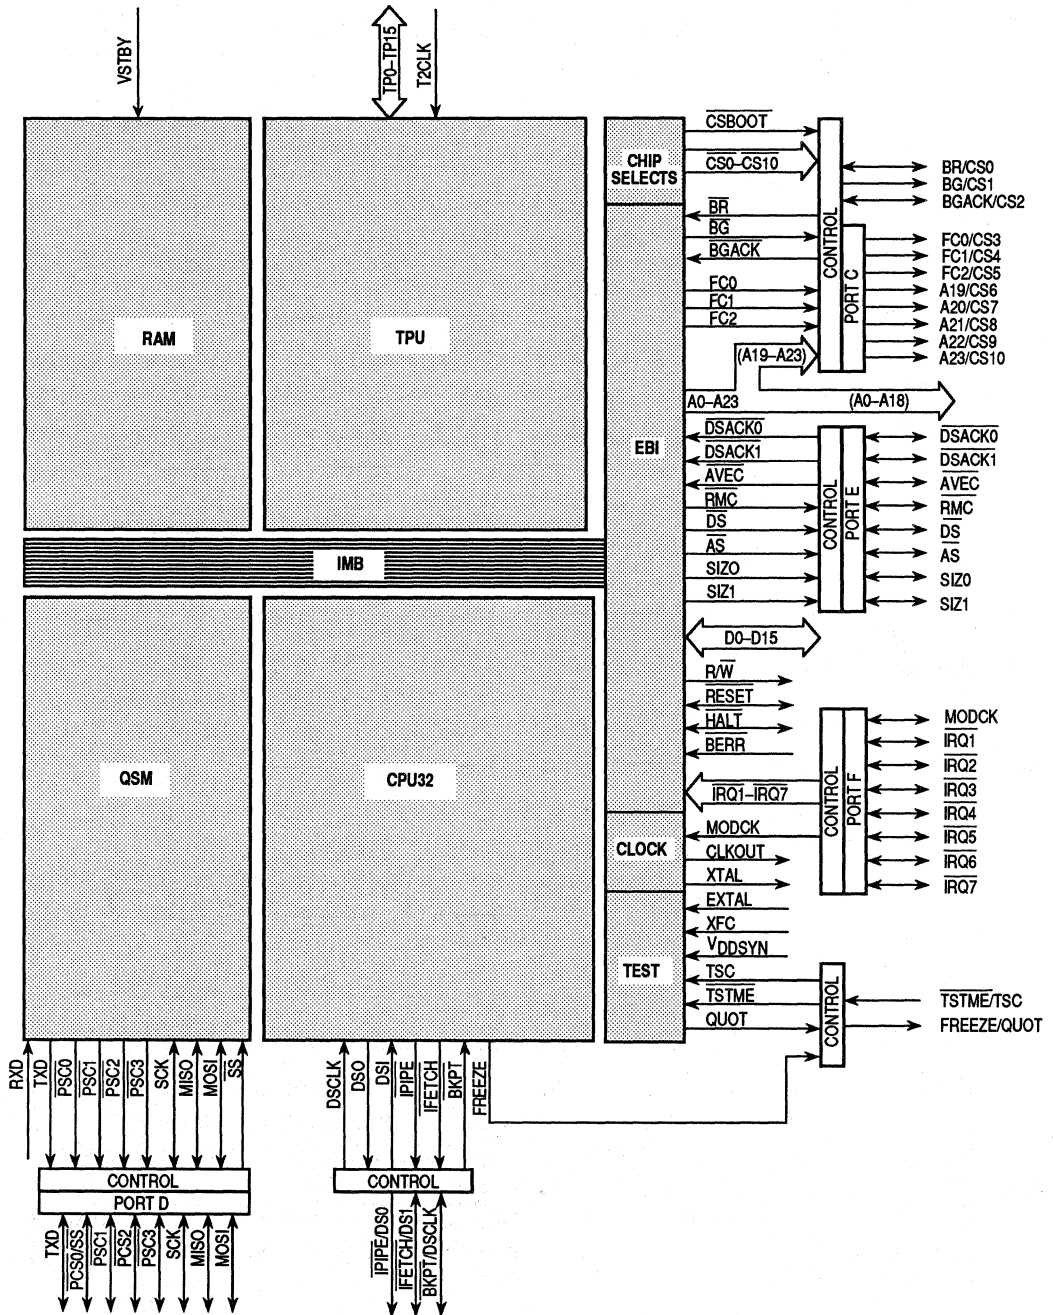 VSTBY
TP0–TP15
T2CLK
RAM
TPU
CHIP
SELECTS
EBI
IMB
QSM
CPU32
CLOCK
TEST
CSBOOT
CS0–CS10
BR
BG
BGACK
FC0
FC1
FC2
(A19–A23)
A0–A23
(A0–A18)
CONTROL
PORT C
BR/CS0
BG/CS1
BGACK/CS2
FC0/CS3
FC1/CS4
FC2/CS5
A19/CS6
A20/CS7
A21/CS8
A22/CS9
A23/CS10
DSACK0
DSACK1
AVEC
RMC
DS
AS
SIZO
SIZ1
CONTROL
PORT E
DSACK0
DSACK1
AVEC
RMC
DS
AS
SIZ0
SIZ1
D0–D15
R/W
RESET
HALT
BERR
IRQ1–IRQ7
MODCK
CLKOUT
XTAL
EXTAL
XFC
VDDSYN
TSC
TSTME
QUOT
CONTROL
PORT F
MODCK
IRQ1
IRQ2
IRQ3
IRQ4
IRQ5
IRQ6
IRQ7
CONTROL
TSTME/TSC
FREEZE/QUOT
RXD
TXD
PSC0
PSC1
PSC2
PSC3
SCK
MISO
MOSI
SS
CONTROL
PORT D
TXD
PCS0/SS
PSC1
PCS2
PSC3
SCK
MISO
MOSI
DSCLK
DSO
DSI
IPIPE
IFETCH
BKPT
FREEZE
CONTROL
IPIPE/DS0
IFETCH/DS1
BKPT/DSCLK